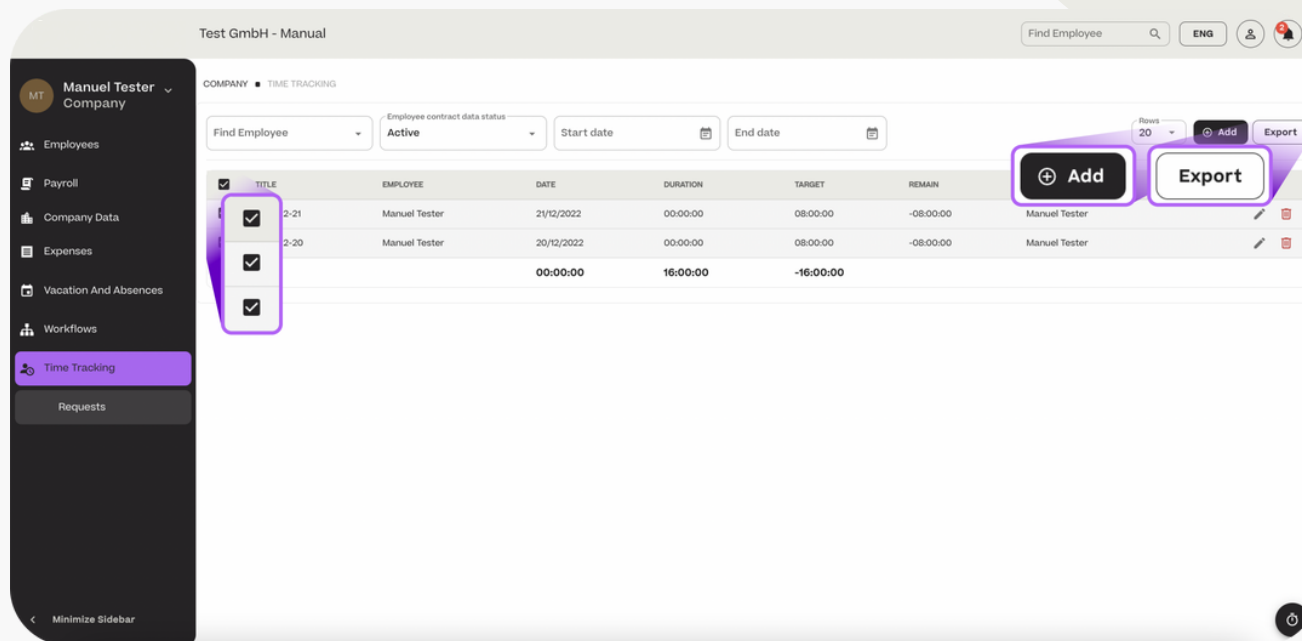 Test GmbH - Manual
Find Employee
ENG
2
MT
Manuel Tester
Company
Employees
Payroll
Company Data
Expenses
Vacation And Absences
Workflows
Time Tracking
Requests
Minimize Sidebar
COMPANY TIME TRACKING
Find Employee
Employee contract data status
Active
Start date
End date
Rows
20
Add
Export
Add
Export
TITLE EMPLOYEE DATE DURATION TARGET REMAIN
2-21 Manuel Tester 21/12/2022 00:00:00 08:00:00 -08:00:00 Manuel Tester
2-20 Manuel Tester 20/12/2022 00:00:00 08:00:00 -08:00:00 Manuel Tester
00:00:00 16:00:00 -16:00:00